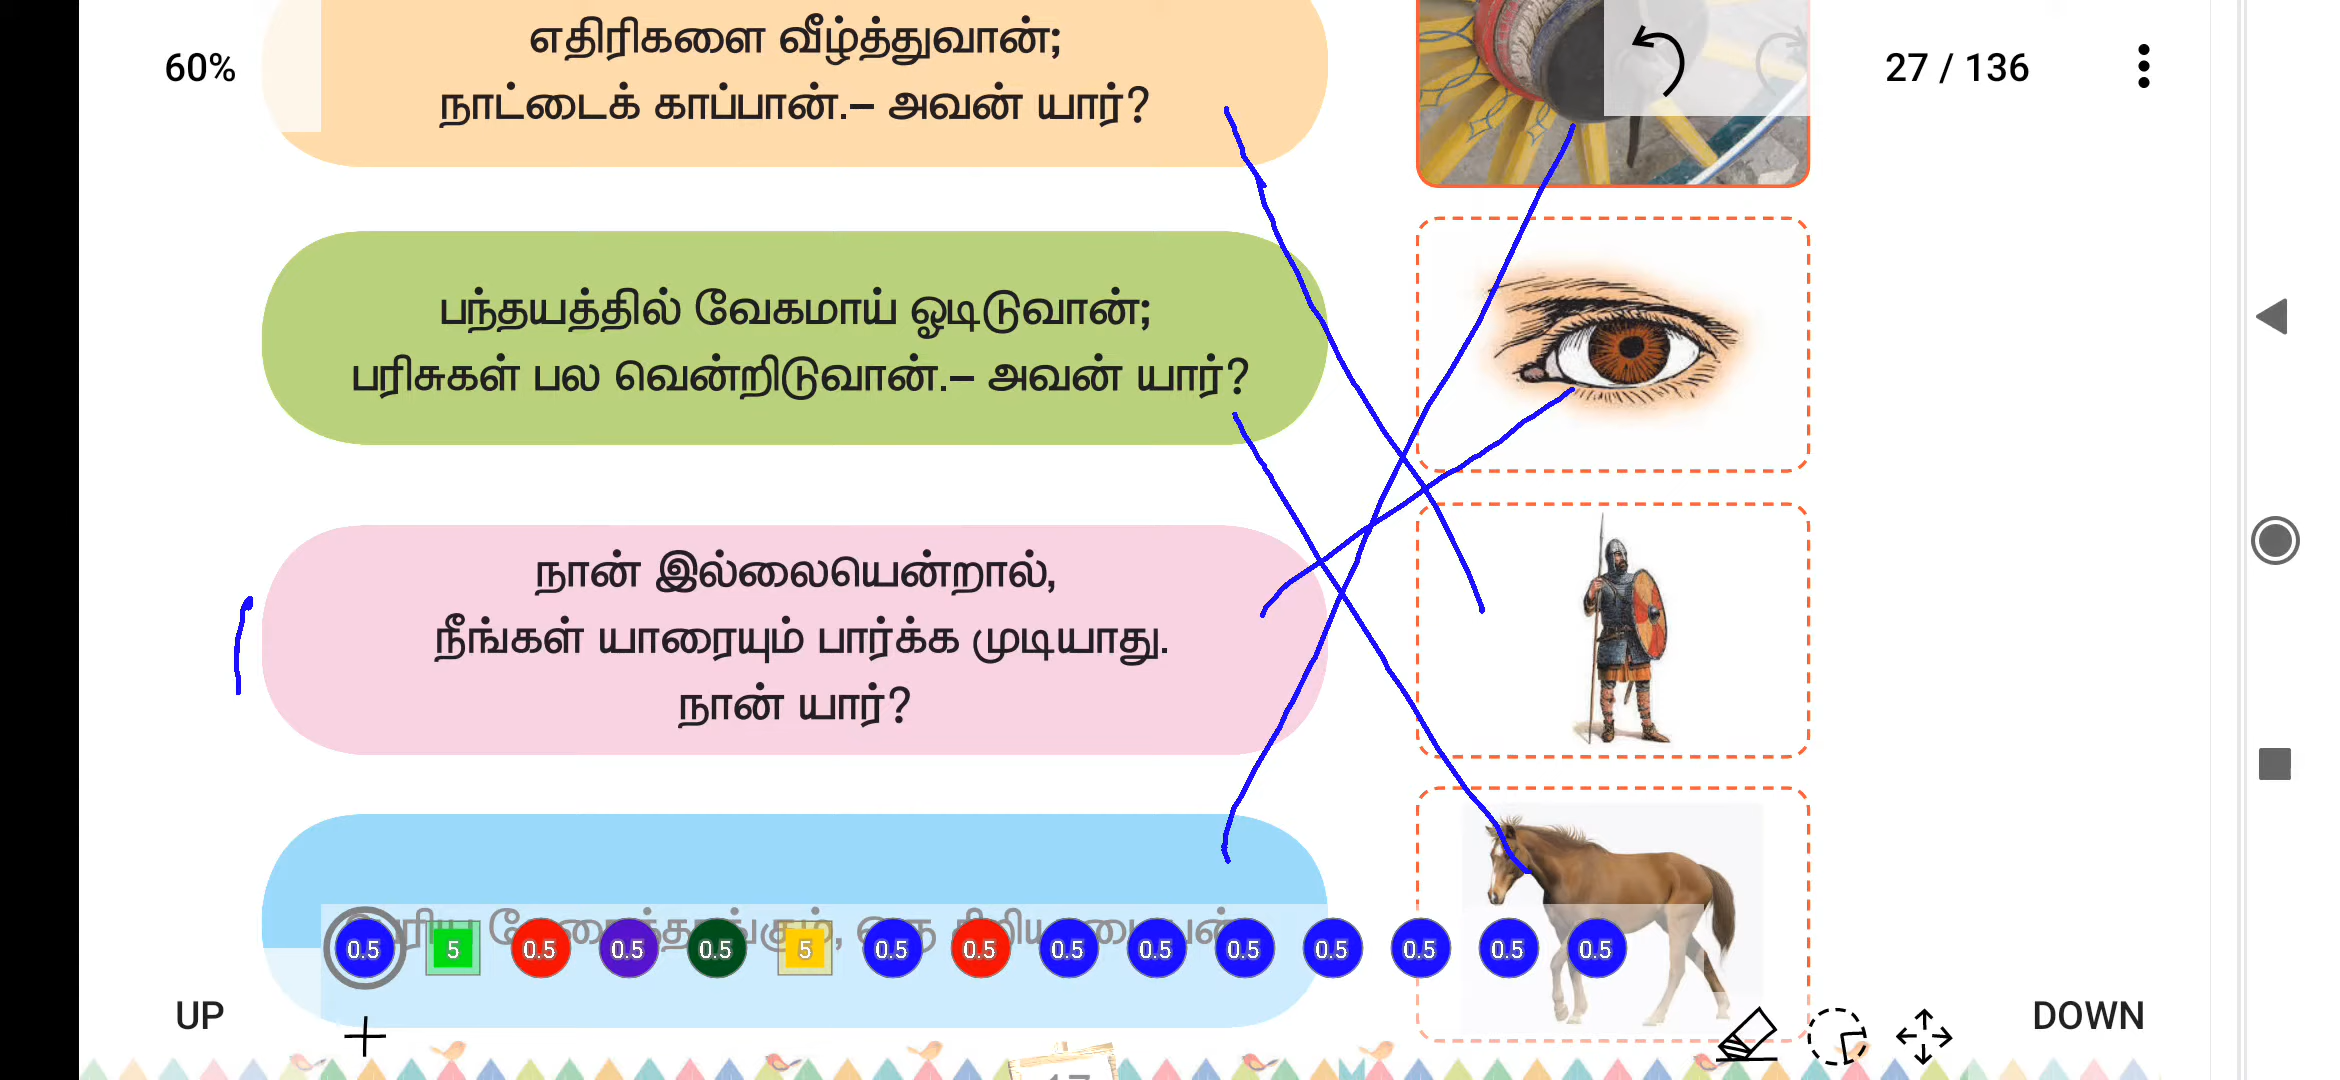 எதிரிகளை வீழ்த்துவான்;
60%
27 / 136
நாட்டைக் காப்பான்.– அவன் யார்?
பந்தயத்தில் வேகமாய் ஓடிடுவான்;
பரிசுகள் பல வென்றிடுவான்.– அவன் யார்?
நான் இல்லையென்றால்,
நீங்கள் யாரையும் பார்க்க முடியாது.
நான் யார்?
0.5 5 0.5 0.5 0.5 5 0.5 0.5 0.5 0.5 0.5 0.5 0.5 0.5 0.5
UP
DOWN